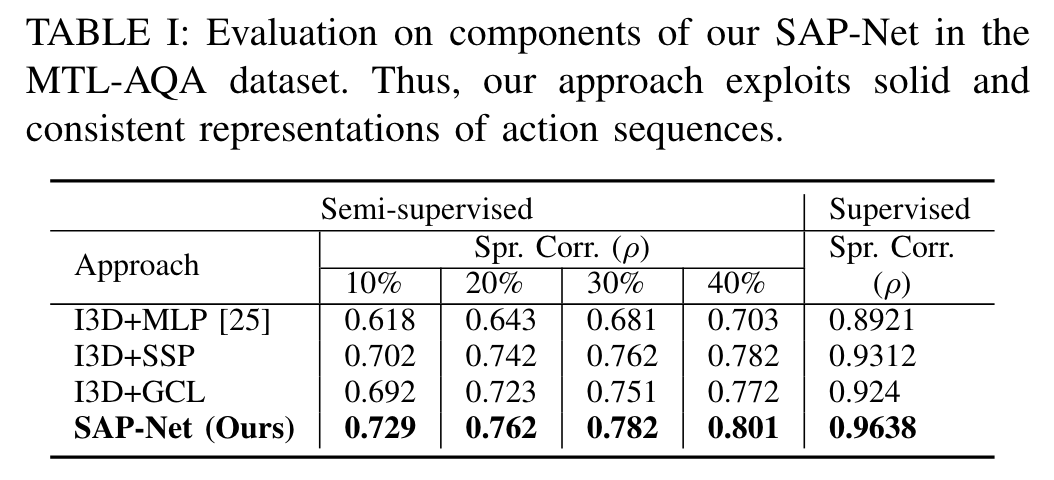 TABLE I: Evaluation on components of our SAP-Net in the
MTL-AQA dataset. Thus, our approach exploits solid and
consistent representations of action sequences.
Semi-supervised Supervised
Approach Spr. Corr. (ρ) Spr. Corr. (ρ)
10% 20% 30% 40%
I3D+MLP [25] 0.618 0.643 0.681 0.703 0.8921
I3D+SSP 0.702 0.742 0.762 0.782 0.9312
I3D+GCL 0.692 0.723 0.751 0.772 0.924
SAP-Net (Ours) 0.729 0.762 0.782 0.801 0.9638